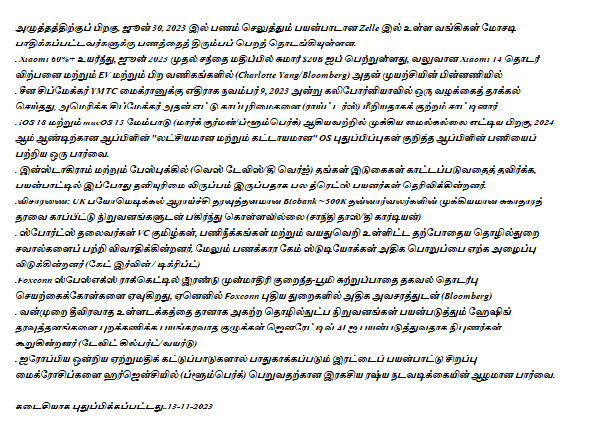 அழுத்தத்திற்குப் பிறகு, ஜூன் 30, 2023 இல் பணம் செலுத்தும் பயன்பாடான Zelle இல் உள்ள வங்கிகள் மோசடி
பாதிக்கப்பட்டவர்களுக்கு பணத்தைத் திரும்பப் பெறத் தொடங்கியுள்ளன.
. Xiaomi 60%+ உயர்ந்து, ஜூன் 2023 முதல் சந்தை மதிப்பில் சுமார் $20B ஐப் பெற்றுள்ளது, வலுவான Xiaomi 14 தொடர்
விற்பனை மற்றும் EV மற்றும் பிற வணிகங்களில் (Charlotte Yang/Bloomberg) அதன் முயற்சியின் பின்னணியில்
. சீன சிப்மேக்கர் YMTC மைக்ரானுக்கு எதிராக நவம்பர் 9, 2023 அன்று கலிபோர்னியாவில் ஒரு வழக்கைத் தாக்கல்
செய்தது, அமெரிக்க சிப்மேக்கர் அதன் எட்டு காப்புரிமைகளை (ராய்ட்டர்ஸ்) மீறியதாகக் குற்றம் சாட்டினார்
. iOS 18 மற்றும் macOS 15 மேம்பாடு (மார்க் குர்மன்/ப்ளூம்பெர்க்) ஆகியவற்றில் முக்கிய மைல்கல்லை எட்டிய பிறகு, 2024
ஆம் ஆண்டிற்கான ஆப்பிளின் "லட்சியமான மற்றும் கட்டாயமான" OS புதுப்பிப்புகள் குறித்த ஆப்பிளின் பணியைப்
பற்றிய ஒரு பார்வை.
. இன்ஸ்டாகிராம் மற்றும் பேஸ்புக்கில் (வெஸ் டேவிஸ்/தி வெர்ஜ்) தங்கள் இடுகைகள் காட்டப்படுவதைத் தவிர்க்க,
பயன்பாட்டில் இப்போது தனியுரிமை விருப்பம் இருப்பதாக பல த்ரெட்ஸ் பயனர்கள் தெரிவிக்கின்றனர்.
.விசாரணை: UK பயோமெடிக்கல் ஆராய்ச்சி தரவுத்தளமான Biobank ~500K தன்னார்வலர்களின் முக்கியமான சுகாதாரத்
தரவை காப்பீட்டு நிறுவனங்களுடன் பகிர்ந்து கொள்ளவில்லை (சாந்தி தாஸ்/தி கார்டியன்)
. ஸ்போர்ட்ஸ் தலைவர்கள் VC குமிழ்கள், பணிநீக்கங்கள் மற்றும் வயதுவெறி உள்ளிட்ட தற்போதைய தொழில்துறை
சவால்களைப் பற்றி விவாதிக்கின்றனர், மேலும் பணக்கார கேம் ஸ்டுடியோக்கள் அதிக பொறுப்பை ஏற்க அழைப்பு
விடுக்கின்றனர் (கேட் இர்வின் / டிக்ரிப்ட்)
.Foxconn ஸ்பேஸ்எக்ஸ் ராக்கெட்டில் இரண்டு முன்மாதிரி குறைந்த-பூமி சுற்றுப்பாதை தகவல் தொடர்பு
செயற்கைக்கோள்களை ஏவுகிறது, ஏனெனில் Foxconn புதிய துறைகளில் அதிக அவசரத்துடன் (Bloomberg)
. வன்முறை தீவிரவாத உள்ளடக்கத்தை தானாக அகற்ற தொழில்நுட்ப நிறுவனங்கள் பயன்படுத்தும் ஹேஷிங்
தரவுத்தளங்களை புறக்கணிக்க பயங்கரவாத குழுக்கள் ஜெனரேட்டிவ் AI ஐ பயன்படுத்துவதாக நிபுணர்கள்
கூறுகின்றனர் (டேவிட் கில்பர்ட்/வயர்டு)
. ஐரோப்பிய ஒன்றிய ஏற்றுமதிக் கட்டுப்பாடுகளால் பாதுகாக்கப்படும் இரட்டைப் பயன்பாட்டு சிறப்பு
மைக்ரோசிப்களை ஹர்ஜென்சியில் (ப்ளூம்பெர்க்) பெறுவதற்கான இரகசிய ரஷ்ய நடவடிக்கையின் ஆழமான பார்வை.
கடைசியாக புதுப்பிக்கப்பட்டது..13-11-2023